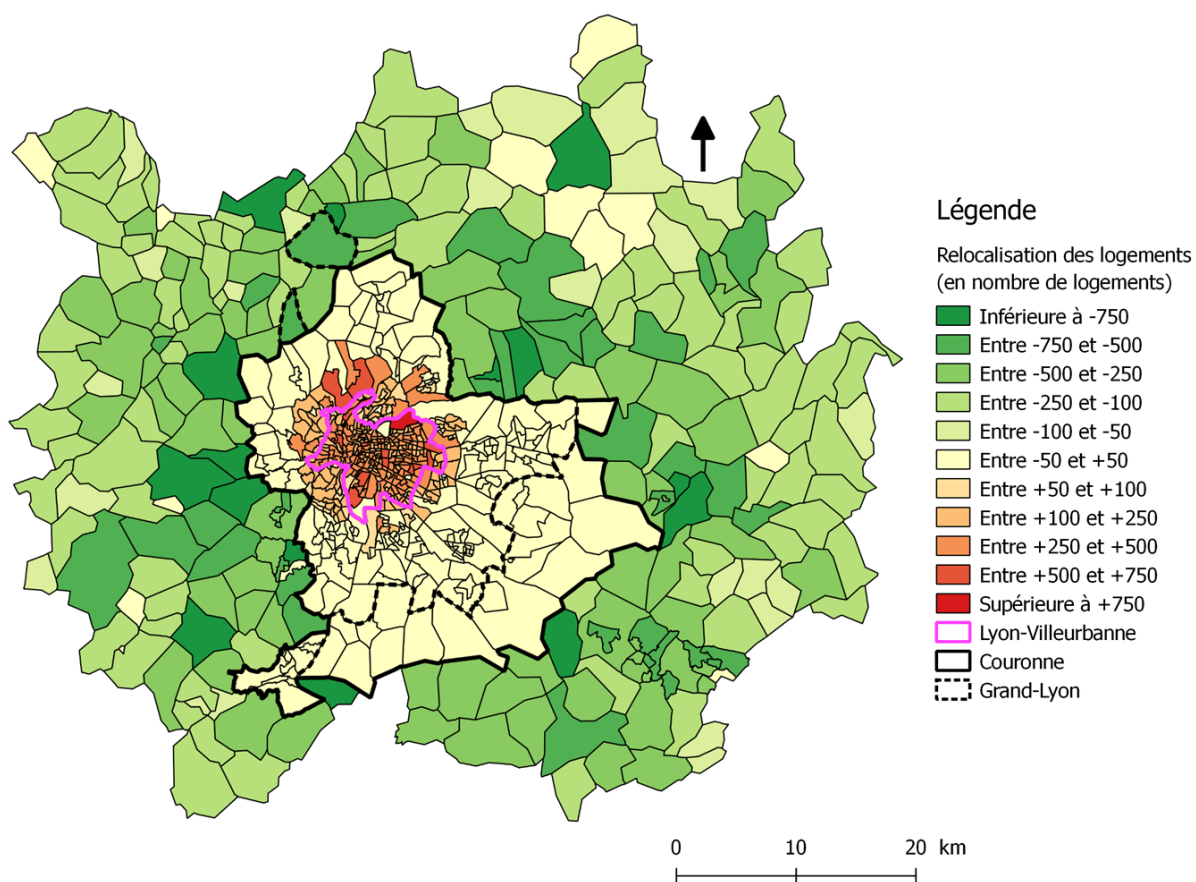 Légende
Relocalisation des logements
(en nombre de logements)
Inférieure à -750
Entre -750 et -500
Entre -500 et -250
Entre -250 et -100
Entre -100 et -50
Entre -50 et +50
Entre +50 et +100
Entre +100 et +250
Entre +250 et +500
Entre +500 et +750
Supérieure à +750
Lyon-Villeurbanne
Couronne
Grand-Lyon
0 10 20 km